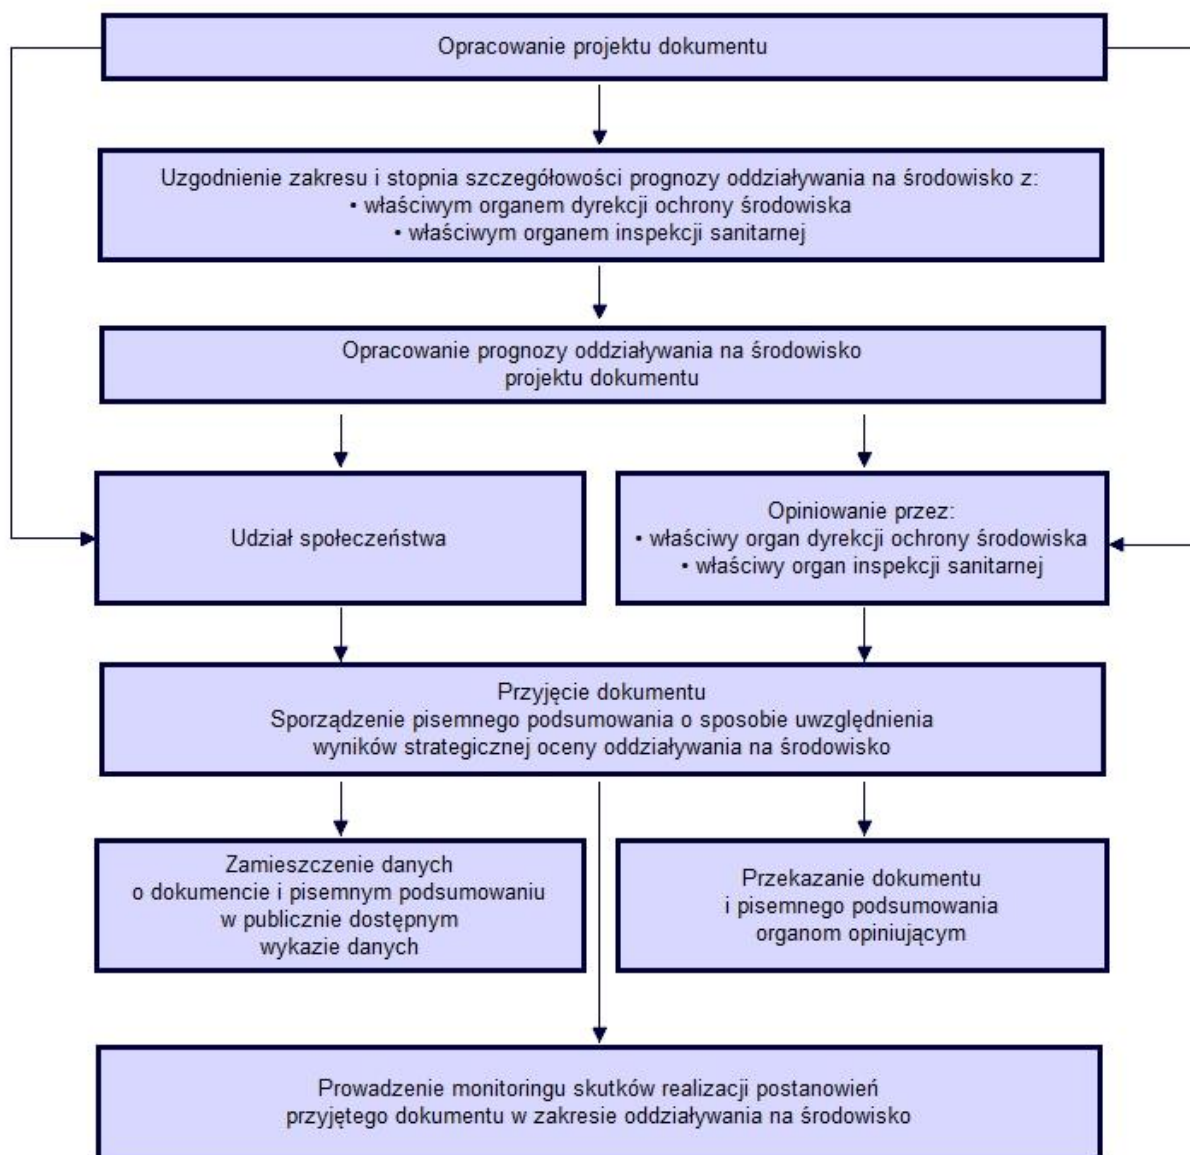 Opracowanie projektu dokumentu
Uzgodnienie zakresu i stopnia szczegółowości prognozy oddziaływania na środowisko z:
• właściwym organem dyrekcji ochrony środowiska
• właściwym organem inspekcji sanitarnej
Opracowanie prognozy oddziaływania na środowisko
projektu dokumentu
Udział społeczeństwa
Opiniowanie przez:
• właściwy organ dyrekcji ochrony środowiska
• właściwy organ inspekcji sanitarnej
Przyjęcie dokumentu
Sporządzenie pisemnego podsumowania o sposobie uwzględnienia
wyników strategicznej oceny oddziaływania na środowisko
Zamieszczenie danych
o dokumencie i pisemnym podsumowaniu
w publicznie dostępnym
wykazie danych
Przekazanie dokumentu
i pisemnego podsumowania
organom opiniującym
Prowadzenie monitoringu skutków realizacji postanowień
przyjętego dokumentu w zakresie oddziaływania na środowisko